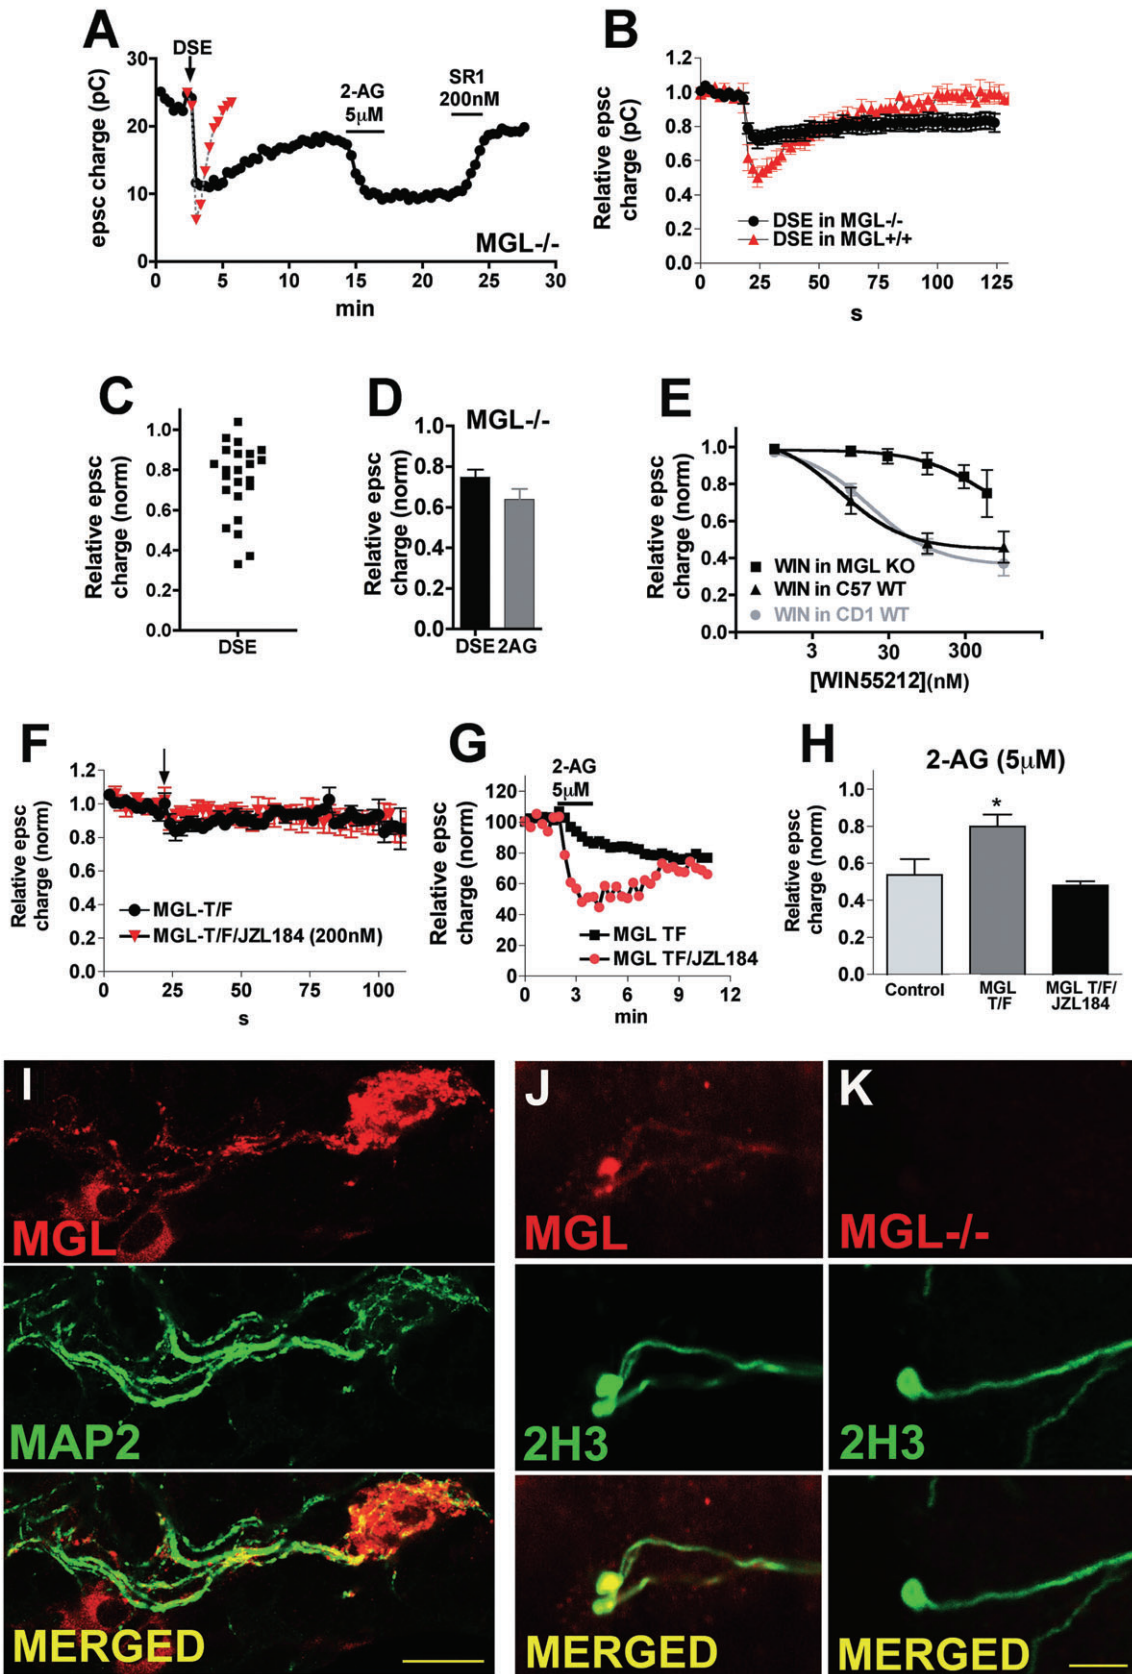 A
DSE
2-AG
5μM
SR1
200nM
30
20
10
0
epsc charge (pC)
MGL-/-
0 5 10 15 20 25 30
min
B
1.2
1.0
0.8
0.6
0.4
0.2
0.0
Relative epsc
charge (pC)
DSE in MGL-/-
DSE in MGL+/+
0 25 50 75 100 125
s
C
1.0
0.8
0.6
0.4
0.2
0.0
Relative epsc
charge (norm)
DSE
D
MGL-/-
1.0
0.8
0.6
0.4
0.2
0.0
Relative epsc
charge (norm)
DSE 2AG
E
1.0
0.8
0.6
0.4
0.2
0.0
Relative epsc
charge (norm)
WIN in MGL KO
WIN in C57 WT
WIN in CD1 WT
3 30 300
[WIN55212](nM)
F
1.2
1.0
0.8
0.6
0.4
0.2
0.0
Relative epsc
charge (norm)
MGL-T/F
MGL-T/F/JZL184 (200nM)
0 25 50 75 100
s
G
2-AG
5μM
120
100
80
60
40
20
0
Relative epsc
charge (norm)
MGL TF
MGL TF/JZL184
0 3 6 9 12
min
H
2-AG (5μM)
1.0
0.8
0.6
0.4
0.2
0.0
Relative epsc
charge (norm)
*
Control
MGL
T/F
MGL T/F/
JZL184
I
MGL
MAP2
MERGED
J
MGL
2H3
MERGED
K
MGL-/-
2H3
MERGED